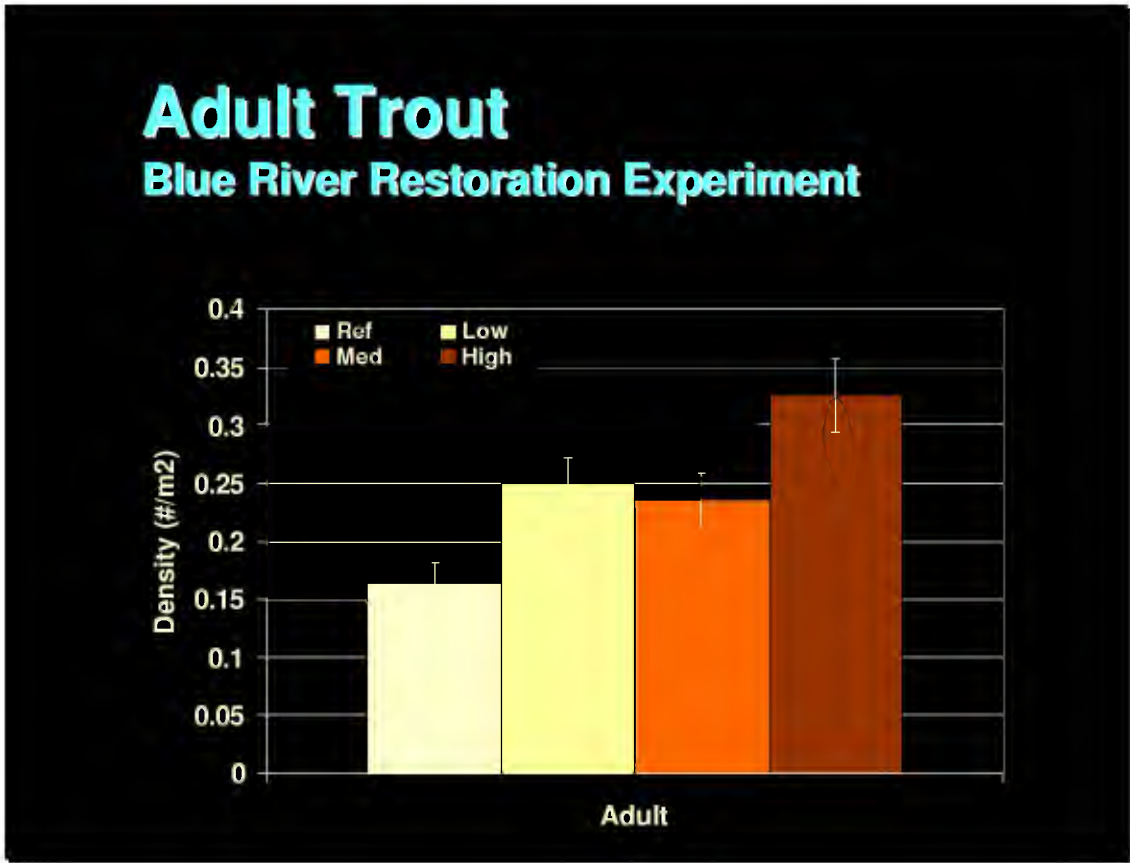 Adult Trout
Blue River Restoration Experiment
0.4
0.35
0.3
0.25
0.2
0.15
0.1
0.05
0
Density (#/m2)
Ref Low
Med High
Adult